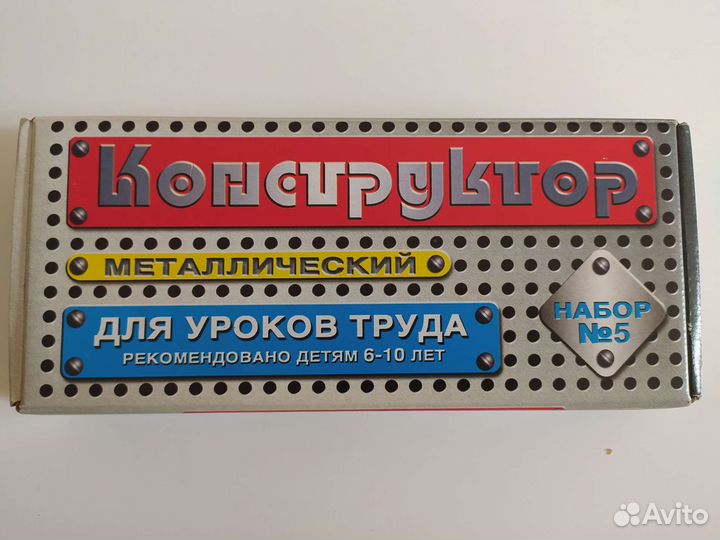 Конструктор
МЕТАЛЛИЧЕСКИЙ
ДЛЯ УРОКОВ ТРУДА
РЕКОМЕНДОВАНО ДЕТЯМ 6-10 ЛЕТ
НАБОР
№5
Avito